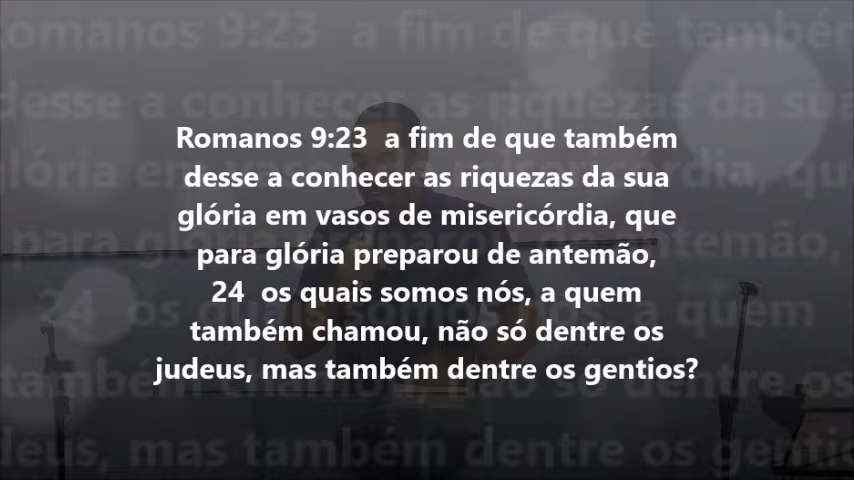 Romanos 9:23  a fim de que também
desse a conhecer as riquezas da sua
glória em vasos de misericórdia, que
para glória preparou de antemão,
24  os quais somos nós, a quem
também chamou, não só dentre os
judeus, mas também dentre os gentios?